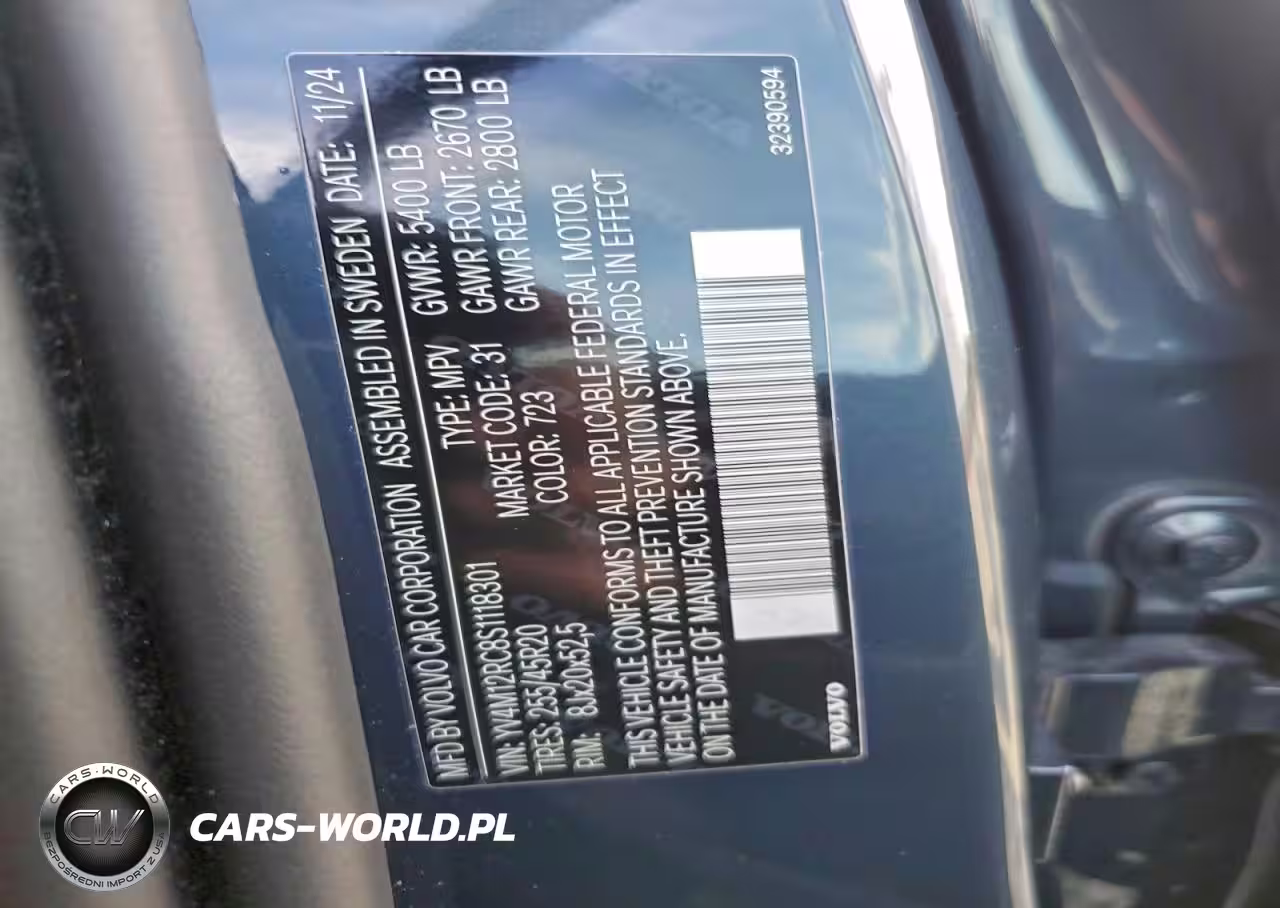 MFD BY VOLVO CAR CORPORATION ASSEMBLED IN SWEDEN DATE: 11/24
VIN: YV4M12RC8S1118301 TYPE: MPV GVWR: 5400 LB
TIRES: 255/45R20 MARKET CODE: 31 GAWR FRONT: 2670 LB
RIM: 8Jx20x52,5 COLOR: 723 GAWR REAR: 2800 LB
THIS VEHICLE CONFORMS TO ALL APPLICABLE FEDERAL MOTOR
VEHICLE SAFETY AND THEFT PREVENTION STANDARDS IN EFFECT
ON THE DATE OF MANUFACTURE SHOWN ABOVE.
VOLVO 32390594
CARS-WORLD
CW
BEZPOŚREDNI IMPORT Z USA
CARS-WORLD.PL